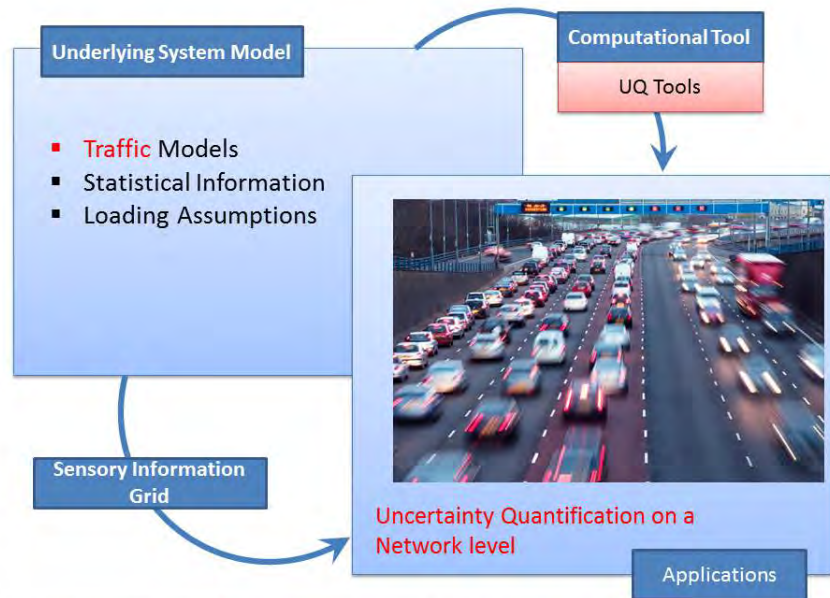 Underlying System Model
Computational Tool
UQ Tools
▪ Traffic Models
▪ Statistical Information
▪ Loading Assumptions
Sensory Information
Grid
Uncertainty Quantification on a
Network level
Applications